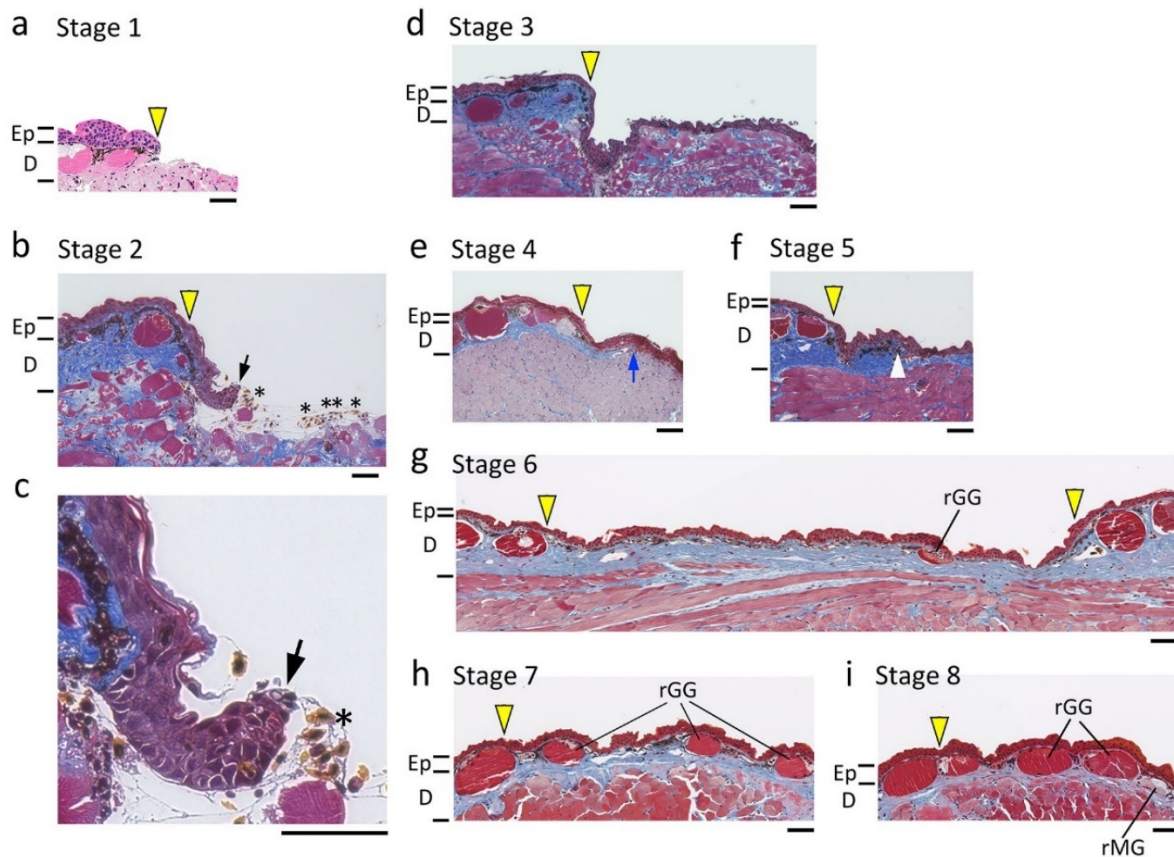 a Stage 1
Ep
D
b Stage 2
Ep
D
* * ** *
c
*
d Stage 3
Ep
D
e Stage 4
Ep
D
f Stage 5
Ep
D
g Stage 6
Ep
D
rGG
h Stage 7
rGG
Ep
D
i Stage 8
rGG
Ep
D
rMG